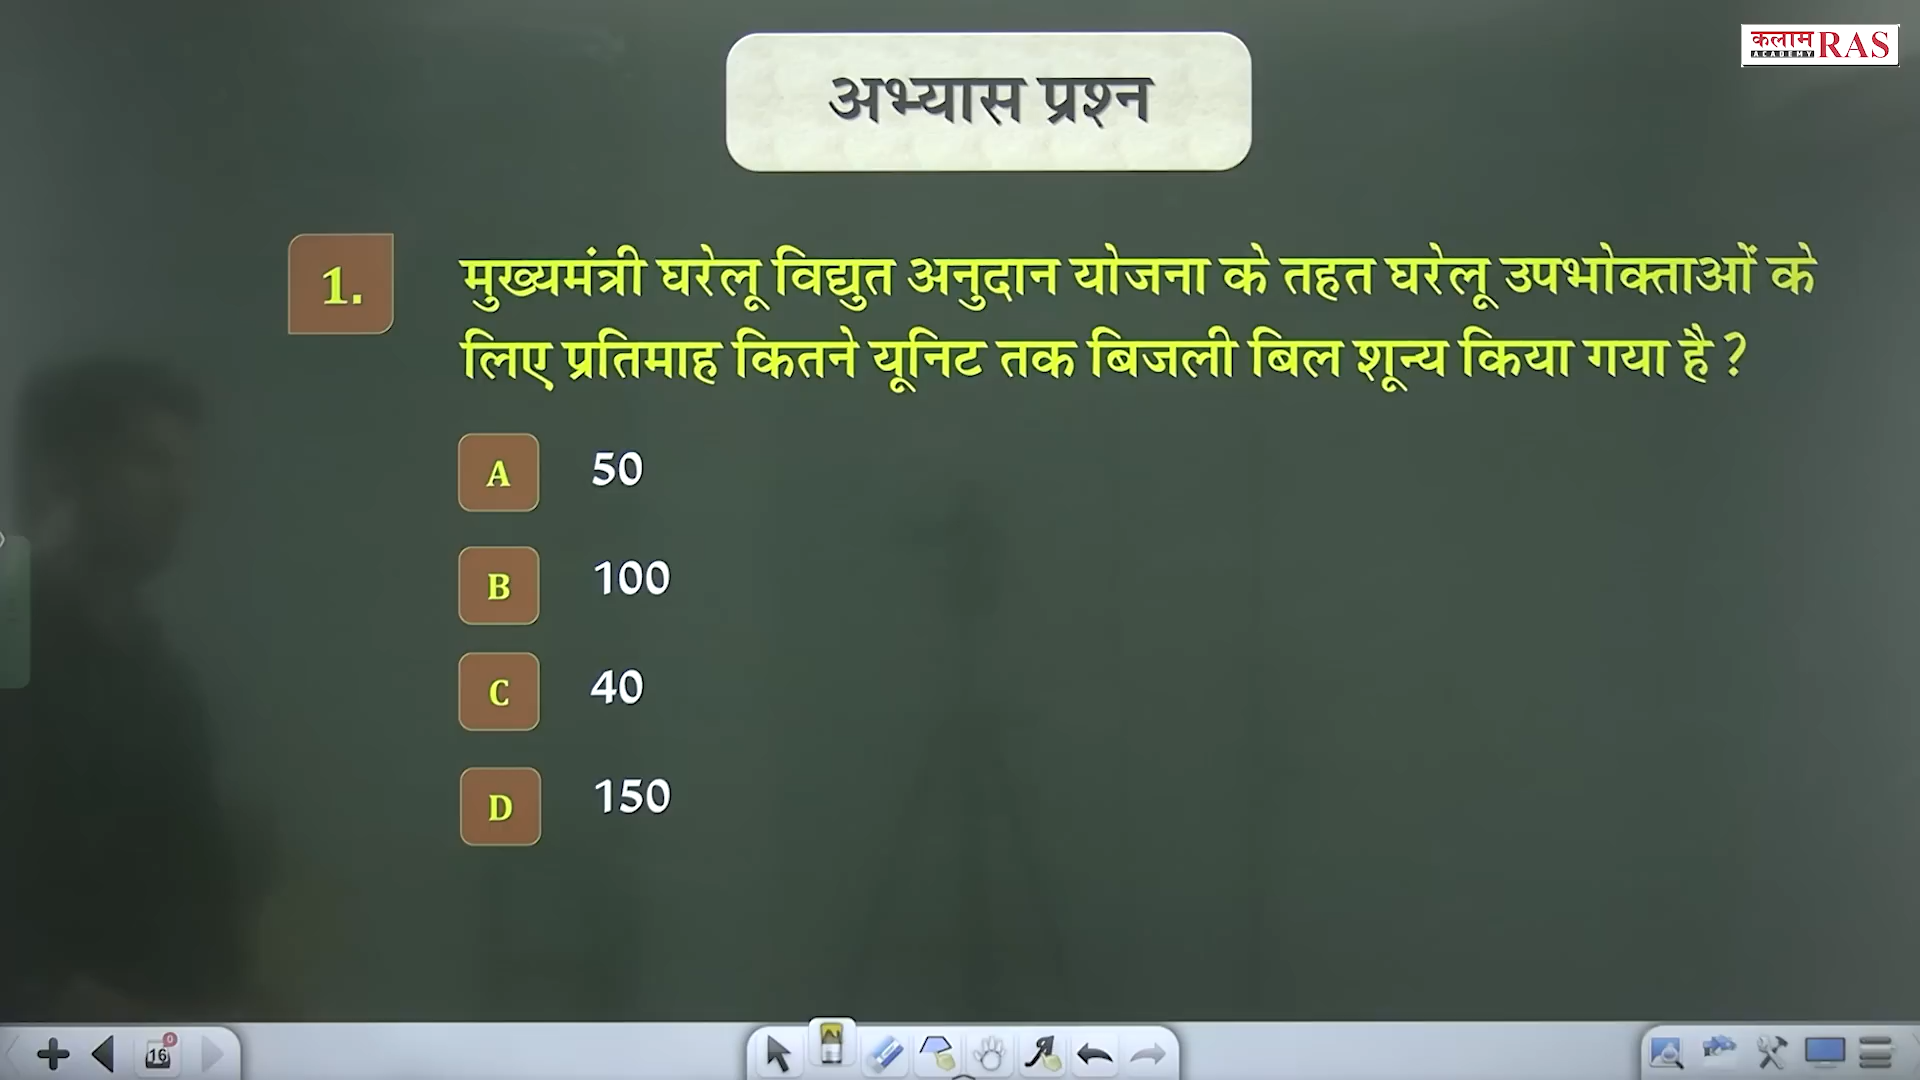 कलाम RAS
ACADEMY
अभ्यास प्रश्न
1. मुख्यमंत्री घरेलू विद्युत अनुदान योजना के तहत घरेलू उपभोक्ताओं के
लिए प्रतिमाह कितने यूनिट तक बिजली बिल शून्य किया गया है ?
A 50
B 100
C 40
D 150
16 0